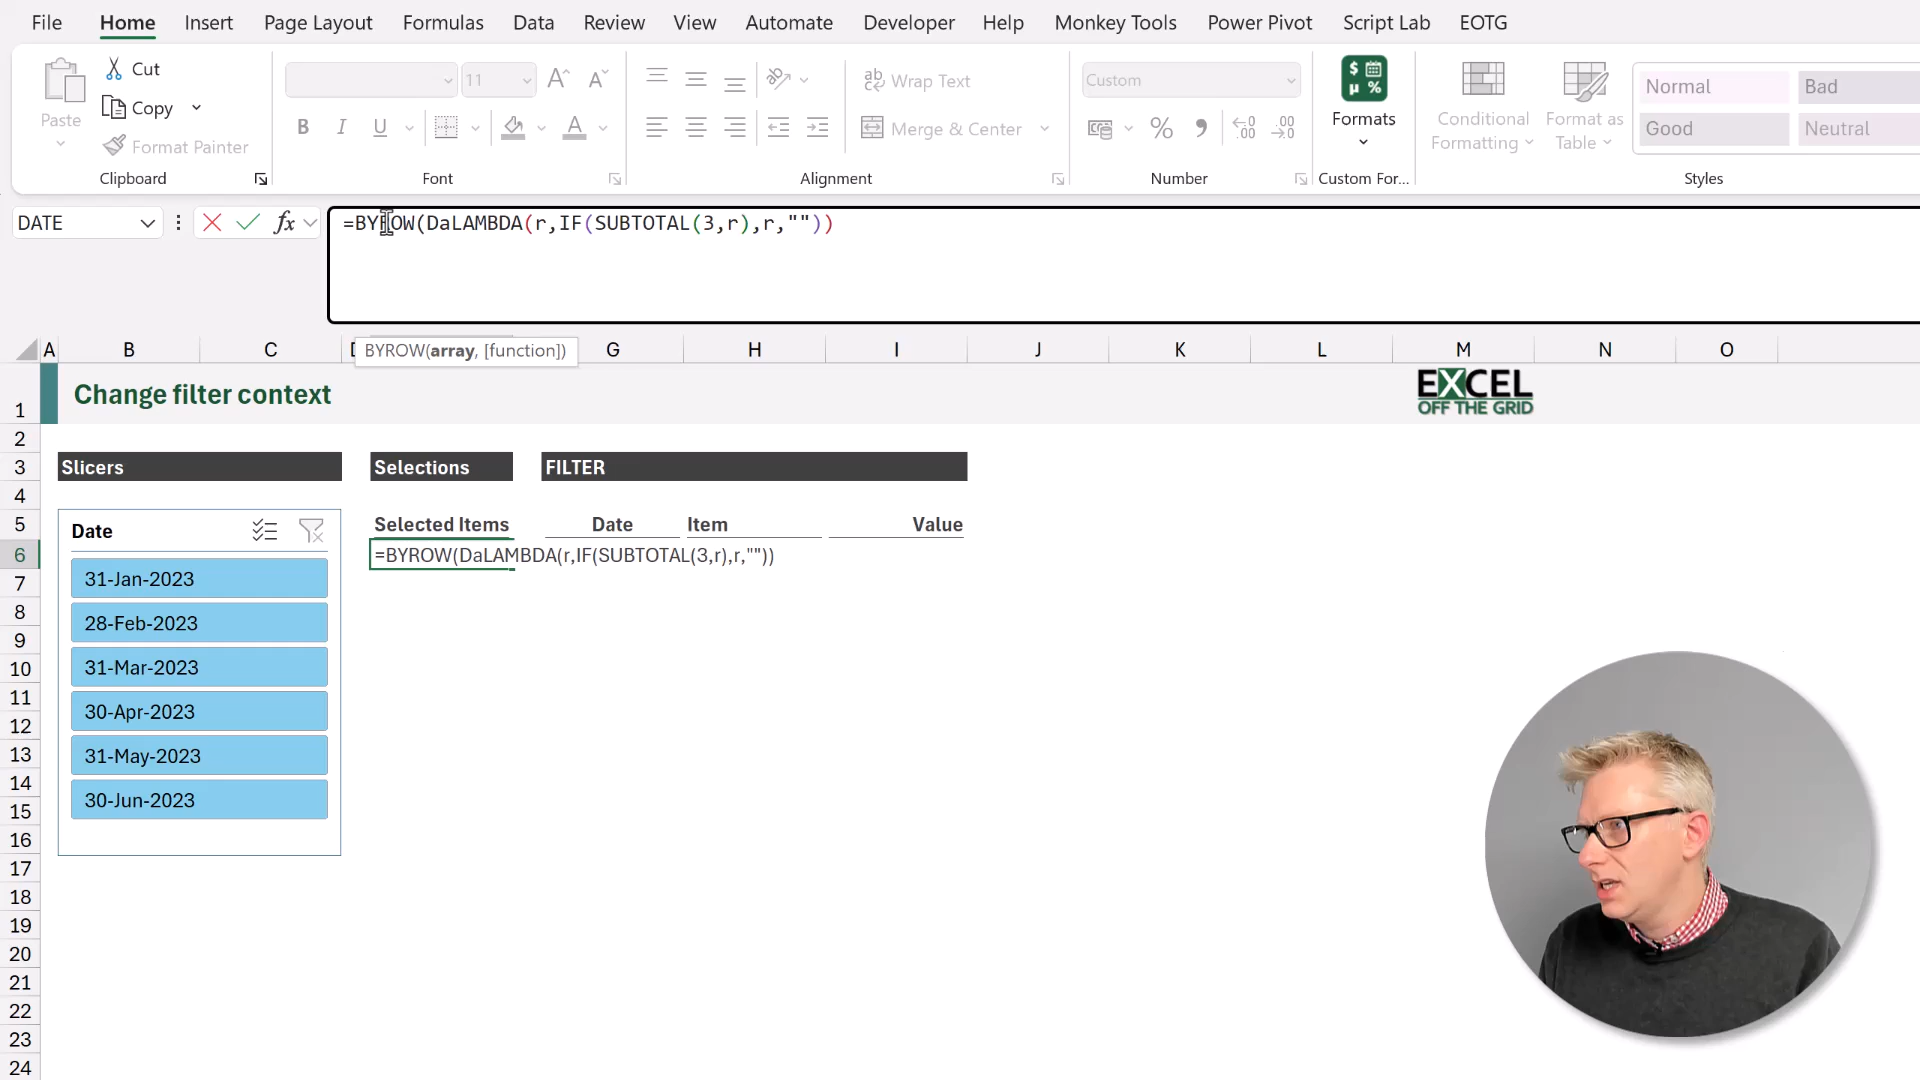 File Home Insert Page Layout Formulas Data Review View Automate Developer Help Monkey Tools Power Pivot Script Lab EOTG
Paste
Cut
Copy
Format Painter
Clipboard
11
B I U
Font
Wrap Text
Merge & Center
Alignment
Custom
Number
Formats
Custom For...
Conditional
Formatting
Format as
Table
Normal Bad
Good Neutral
Styles
DATE
fx
=BYROW(DaLAMBDA(r,IF(SUBTOTAL(3,r),r,""))
BYROW(array, [function])
A B C D G H I J K L M N O
1
Change filter context
EXCEL
OFF THE GRID
2
3
Slicers Selections FILTER
4
5
Selected Items Date Item Value
6
=BYROW(DaLAMBDA(r,IF(SUBTOTAL(3,r),r,""))
Date
31-Jan-2023
28-Feb-2023
31-Mar-2023
30-Apr-2023
31-May-2023
30-Jun-2023
7
8
9
10
11
12
13
14
15
16
17
18
19
20
21
22
23
24